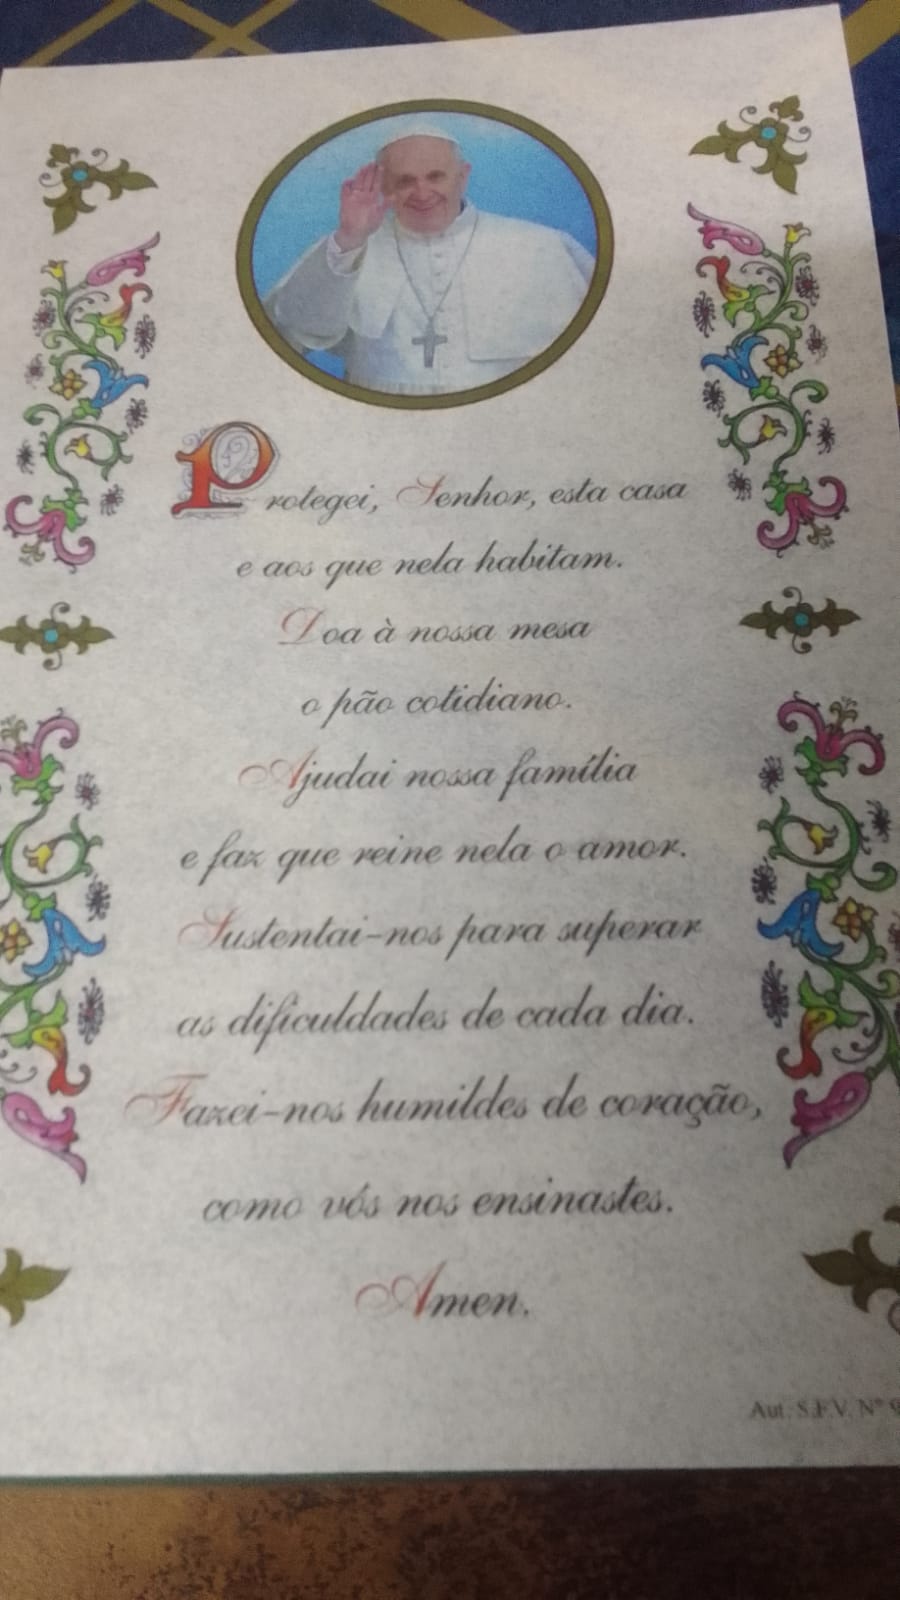 Protegei, Senhor, esta casa
e aos que nela habitam.
Doa à nossa mesa
o pão cotidiano.
Ajudai nossa família
e faz que reine nela o amor.
Sustentai-nos para superar
as dificuldades de cada dia.
Fazei-nos humildes de coração,
como vós nos ensinastes.
Amen.
Aut. S.F.V. N°